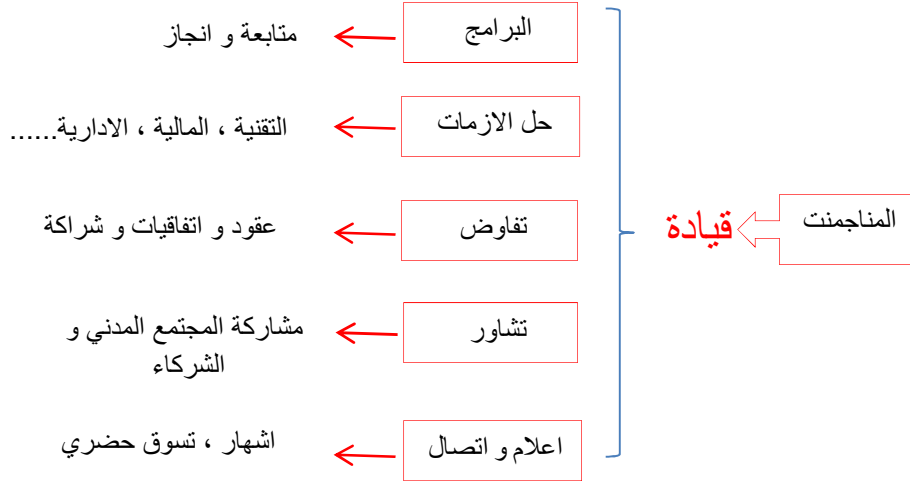 المناجمنت
قيادة
البرامج
متابعة و انجاز
حل الازمات
التقنية ، المالية ، الادارية......
تفاوض
عقود و اتفاقيات و شراكة
تشاور
مشاركة المجتمع المدني و
الشركاء
اعلام و اتصال
اشهار ، تسوق حضري